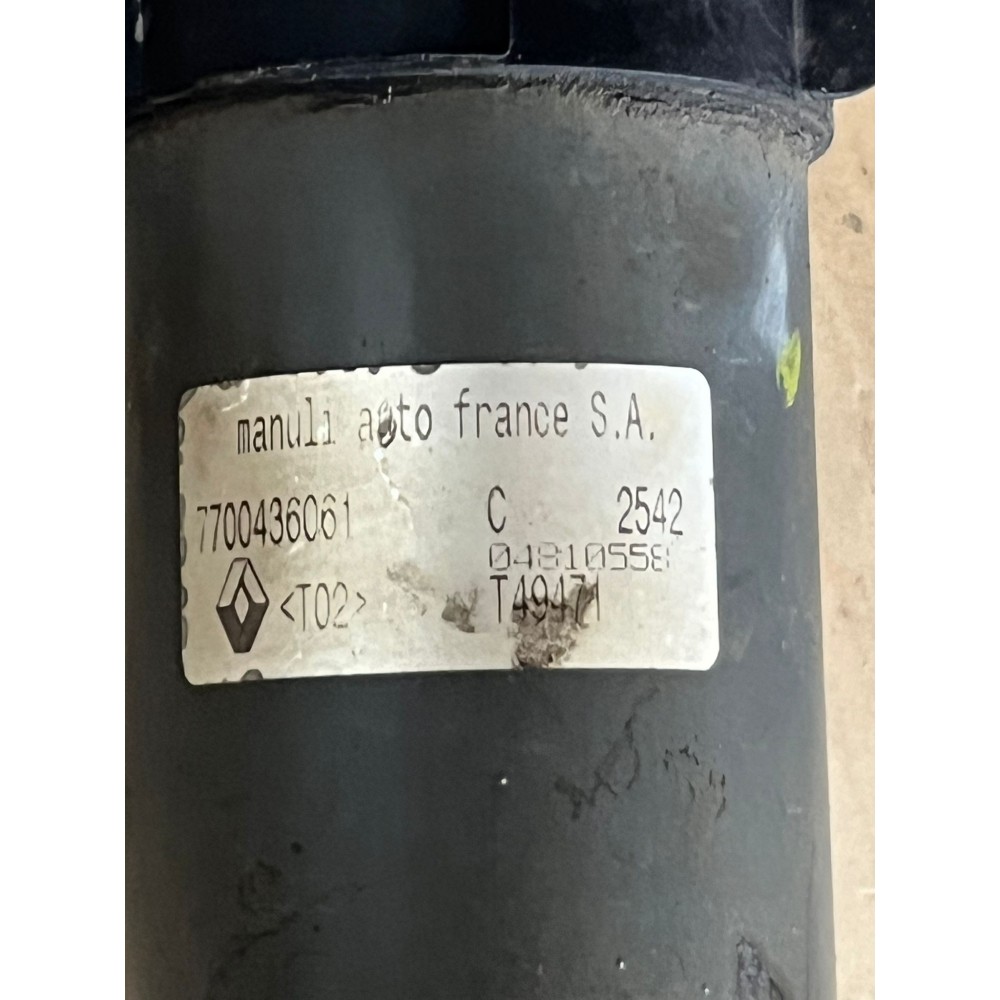 manuli auto france S.A.
7700436061 C 2542
04810558
<T02> T49471